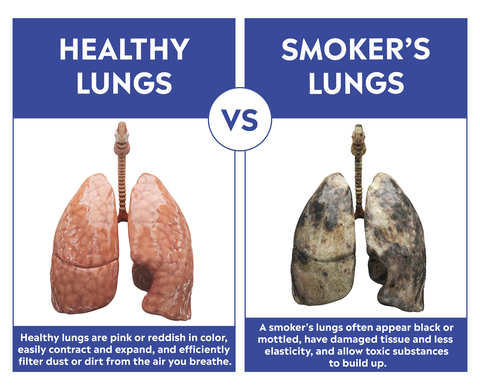 HEALTHY
LUNGS
VS
SMOKER'S
LUNGS
Healthy lungs are pink or reddish in color,
easily contract and expand, and efficiently
filter dust or dirt from the air you breathe.
A smoker's lungs often appear black or
mottled, have damaged tissue and less
elasticity, and allow toxic substances
to build up.